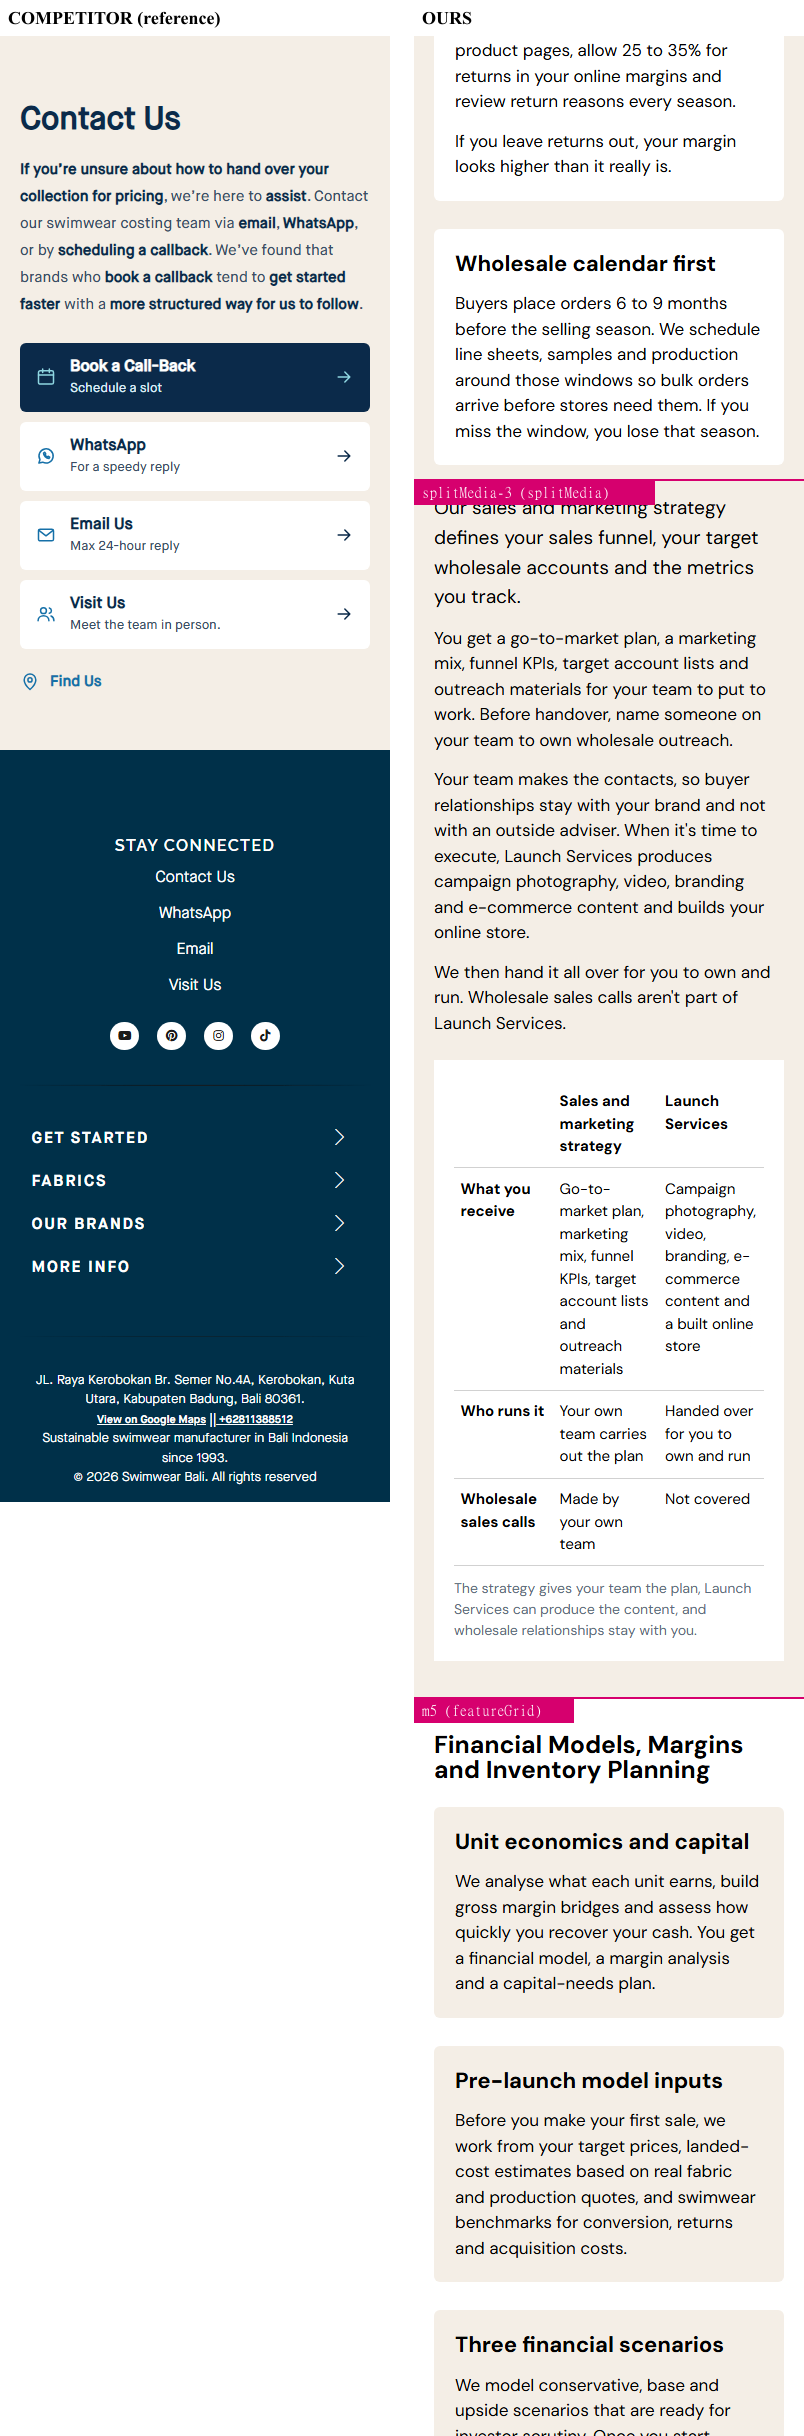 COMPETITOR (reference)
Contact Us
If you're unsure about how to hand over your
collection for pricing, we're here to assist. Contact
our swimwear costing team via email, WhatsApp,
or by scheduling a callback. We've found that
brands who book a callback tend to get started
faster with a more structured way for us to follow.
Book a Call-Back
Schedule a slot
WhatsApp
For a speedy reply
Email Us
Max 24-hour reply
Visit Us
Meet the team in person.
Find Us
STAY CONNECTED
Contact Us
WhatsApp
Email
Visit Us
GET STARTED
FABRICS
OUR BRANDS
MORE INFO
JL. Raya Kerobokan Br. Semer No.4A, Kerobokan, Kuta
Utara, Kabupaten Badung, Bali 80361.
View on Google Maps || +62811388512
Sustainable swimwear manufacturer in Bali Indonesia
since 1993.
© 2026 Swimwear Bali. All rights reserved
OURS
product pages, allow 25 to 35% for
returns in your online margins and
review return reasons every season.
If you leave returns out, your margin
looks higher than it really is.
Wholesale calendar first
Buyers place orders 6 to 9 months
before the selling season. We schedule
line sheets, samples and production
around those windows so bulk orders
arrive before stores need them. If you
miss the window, you lose that season.
splitMedia-3 (splitMedia)
Our sales and marketing strategy
defines your sales funnel, your target
wholesale accounts and the metrics
you track.
You get a go-to-market plan, a marketing
mix, funnel KPIs, target account lists and
outreach materials for your team to put to
work. Before handover, name someone on
your team to own wholesale outreach.
Your team makes the contacts, so buyer
relationships stay with your brand and not
with an outside adviser. When it's time to
execute, Launch Services produces
campaign photography, video, branding
and e-commerce content and builds your
online store.
We then hand it all over for you to own and
run. Wholesale sales calls aren't part of
Launch Services.
Sales and
marketing
strategy
Launch
Services
What you
receive
Go-to-
market plan,
marketing
mix, funnel
KPIs, target
account lists
and
outreach
materials
Campaign
photography,
video,
branding, e-
commerce
content and
a built online
store
Who runs it
Your own
team carries
out the plan
Handed over
for you to
own and run
Wholesale
sales calls
Made by
your own
team
Not covered
The strategy gives your team the plan, Launch
Services can produce the content, and
wholesale relationships stay with you.
m5 (featureGrid)
Financial Models, Margins
and Inventory Planning
Unit economics and capital
We analyse what each unit earns, build
gross margin bridges and assess how
quickly you recover your cash. You get
a financial model, a margin analysis
and a capital-needs plan.
Pre-launch model inputs
Before you make your first sale, we
work from your target prices, landed-
cost estimates based on real fabric
and production quotes, and swimwear
benchmarks for conversion, returns
and acquisition costs.
Three financial scenarios
We model conservative, base and
upside scenarios that are ready for
investor scrutiny. Once you start